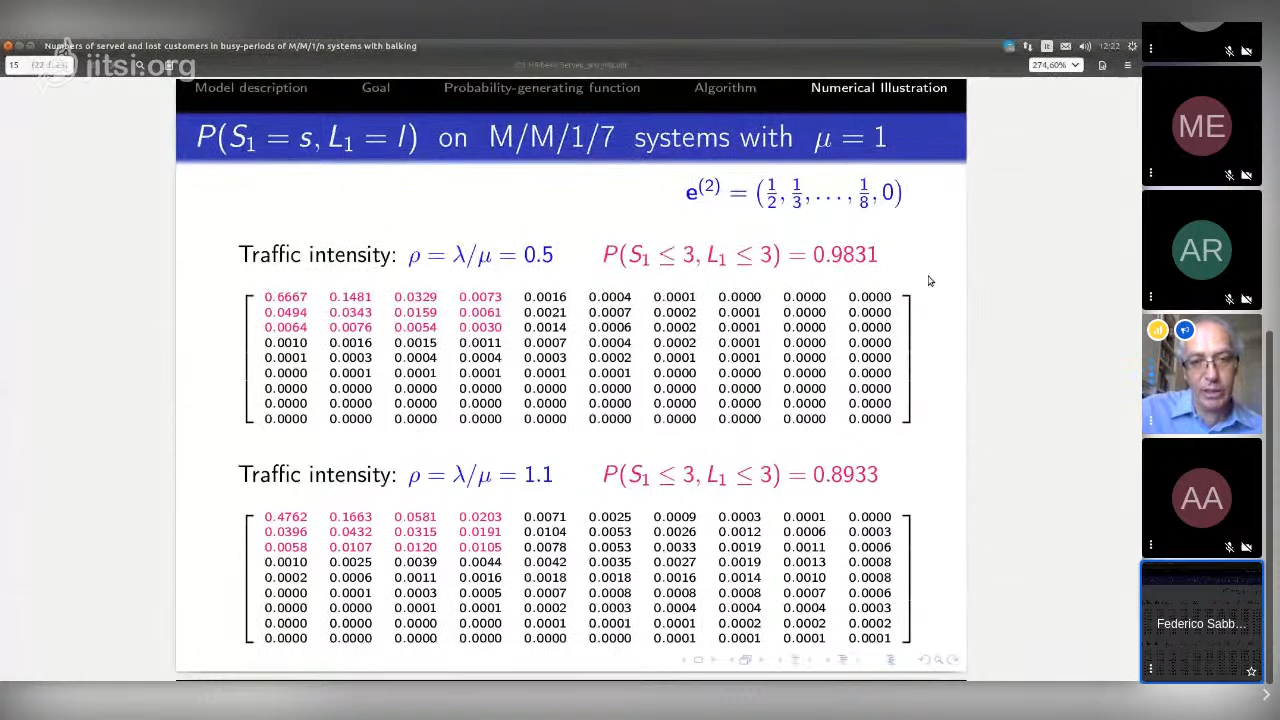 Numbers of served and lost customers in busy-periods of M/M/1/n systems with balking
12:22
jitsi.org
15
274,60%
Model description Goal Probability-generating function Algorithm Numerical Illustration
P(S₁ = s, L₁ = l) on M/M/1/7 systems with μ = 1
e⁽²⁾ = (1/2, 1/3, . . . , 1/8, 0)
Traffic intensity: ρ = λ/μ = 0.5 P(S₁ ≤ 3, L₁ ≤ 3) = 0.9831
0.6667 0.1481 0.0329 0.0073 0.0016 0.0004 0.0001 0.0000 0.0000 0.0000
0.0494 0.0343 0.0159 0.0061 0.0021 0.0007 0.0002 0.0001 0.0000 0.0000
0.0064 0.0076 0.0054 0.0030 0.0014 0.0006 0.0002 0.0001 0.0000 0.0000
0.0010 0.0016 0.0015 0.0011 0.0007 0.0004 0.0002 0.0001 0.0000 0.0000
0.0001 0.0003 0.0004 0.0004 0.0003 0.0002 0.0001 0.0001 0.0000 0.0000
0.0000 0.0001 0.0001 0.0001 0.0001 0.0001 0.0000 0.0000 0.0000 0.0000
0.0000 0.0000 0.0000 0.0000 0.0000 0.0000 0.0000 0.0000 0.0000 0.0000
0.0000 0.0000 0.0000 0.0000 0.0000 0.0000 0.0000 0.0000 0.0000 0.0000
0.0000 0.0000 0.0000 0.0000 0.0000 0.0000 0.0000 0.0000 0.0000 0.0000
Traffic intensity: ρ = λ/μ = 1.1 P(S₁ ≤ 3, L₁ ≤ 3) = 0.8933
0.4762 0.1663 0.0581 0.0203 0.0071 0.0025 0.0009 0.0003 0.0001 0.0000
0.0396 0.0432 0.0315 0.0191 0.0104 0.0053 0.0026 0.0012 0.0006 0.0003
0.0058 0.0107 0.0120 0.0105 0.0078 0.0053 0.0033 0.0019 0.0011 0.0006
0.0010 0.0025 0.0039 0.0044 0.0042 0.0035 0.0027 0.0019 0.0013 0.0008
0.0002 0.0006 0.0011 0.0016 0.0018 0.0018 0.0016 0.0014 0.0010 0.0008
0.0000 0.0001 0.0003 0.0005 0.0007 0.0008 0.0008 0.0008 0.0007 0.0006
0.0000 0.0000 0.0001 0.0001 0.0002 0.0003 0.0004 0.0004 0.0004 0.0003
0.0000 0.0000 0.0000 0.0000 0.0001 0.0001 0.0001 0.0002 0.0002 0.0002
0.0000 0.0000 0.0000 0.0000 0.0000 0.0000 0.0001 0.0001 0.0001 0.0001
ME
AR
AA
Federico Sabb...